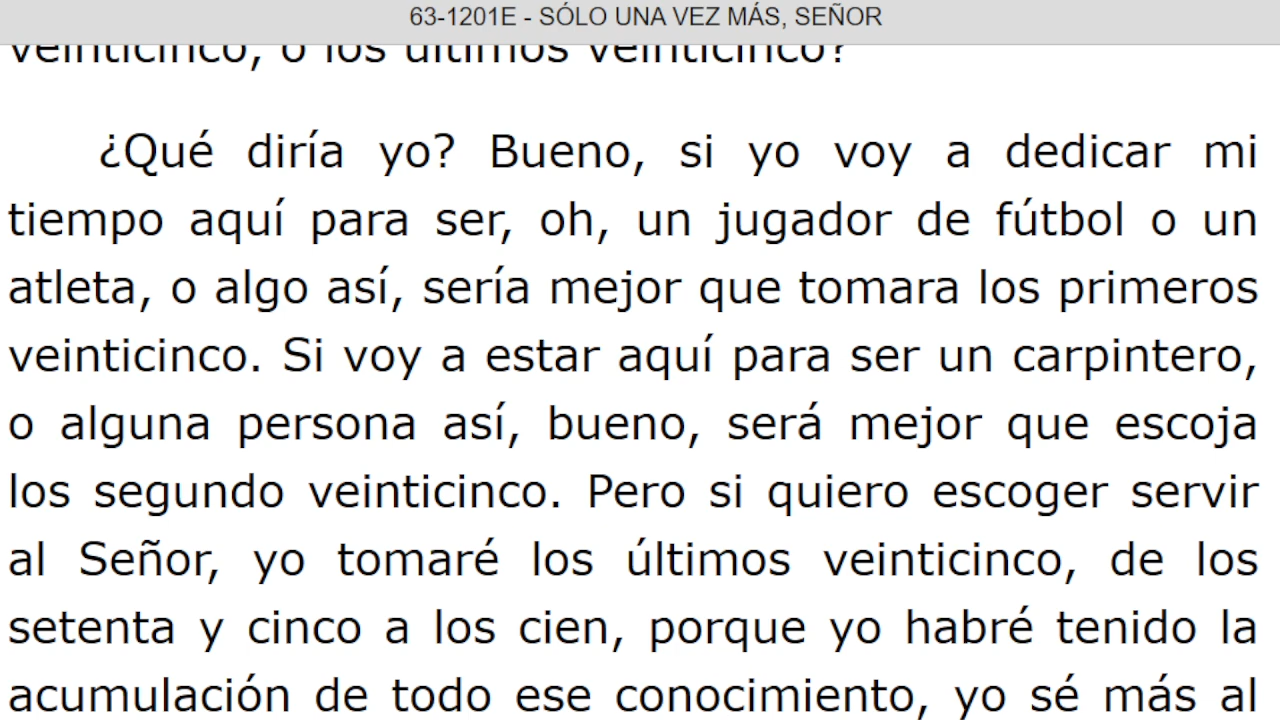 63-1201E - SÓLO UNA VEZ MÁS, SEÑOR
veinticinco, o los últimos veinticinco?
¿Qué diría yo? Bueno, si yo voy a dedicar mi
tiempo aquí para ser, oh, un jugador de fútbol o un
atleta, o algo así, sería mejor que tomara los primeros
veinticinco. Si voy a estar aquí para ser un carpintero,
o alguna persona así, bueno, será mejor que escoja
los segundo veinticinco. Pero si quiero escoger servir
al Señor, yo tomaré los últimos veinticinco, de los
setenta y cinco a los cien, porque yo habré tenido la
acumulación de todo ese conocimiento, yo sé más al